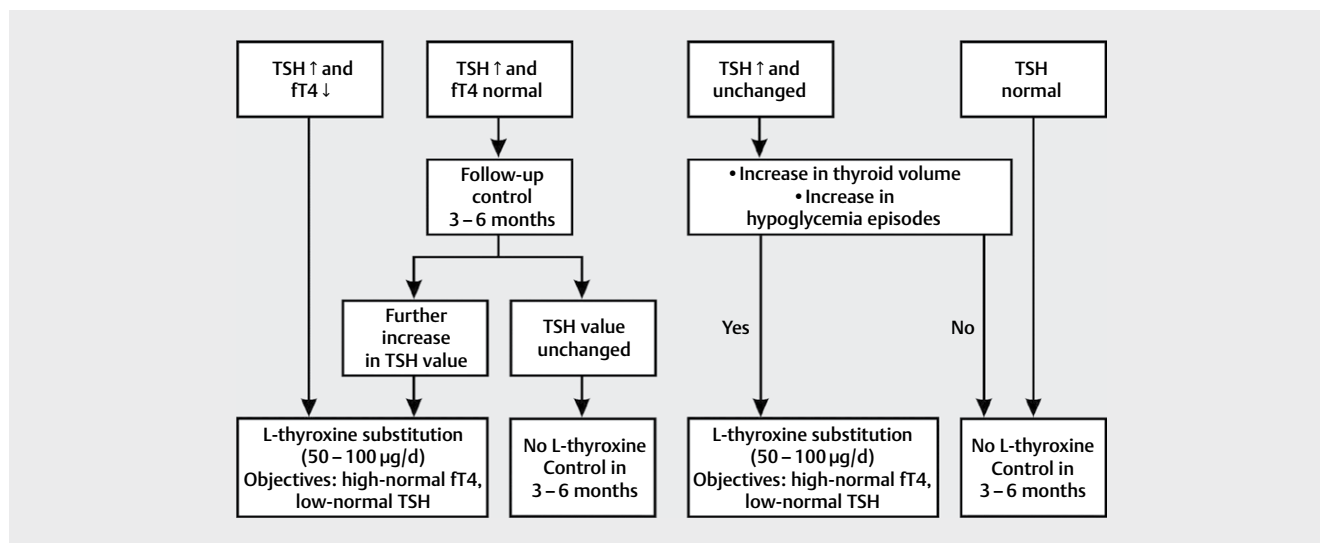 TSH ↑ and
fT4 ↓
TSH ↑ and
fT4 normal
TSH ↑ and
unchanged
TSH
normal
Follow-up
control
3 – 6 months
• Increase in thyroid volume
• Increase in
hypoglycemia episodes
Further
increase
in TSH value
TSH value
unchanged
Yes
No
L-thyroxine substitution
(50 – 100 µg/d)
Objectives: high-normal fT4,
low-normal TSH
No L-thyroxine
Control in
3 – 6 months
L-thyroxine substitution
(50 – 100 µg/d)
Objectives: high-normal fT4,
low-normal TSH
No L-thyroxine
Control in
3 – 6 months